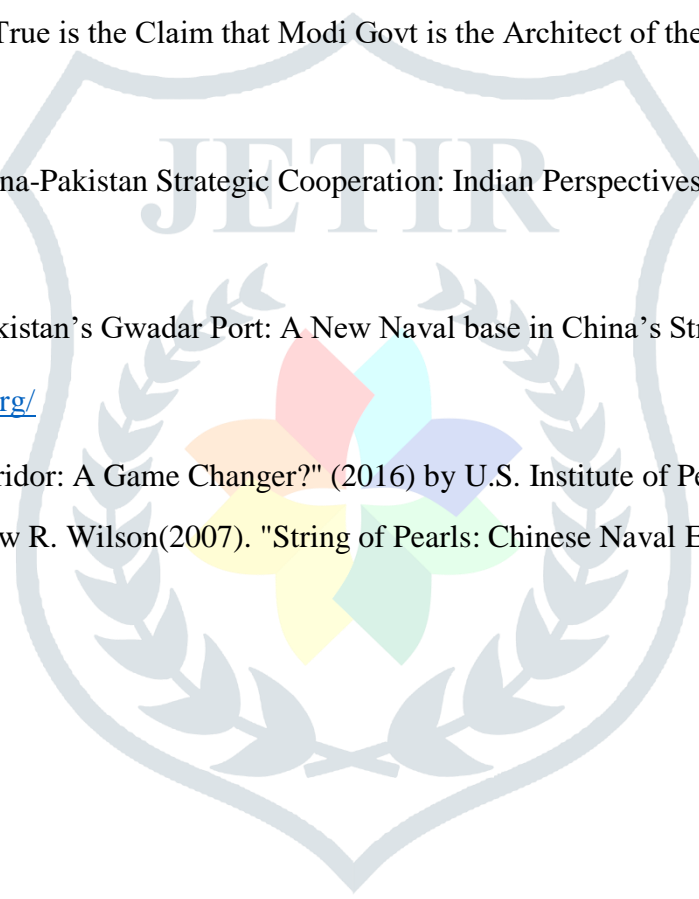 True is the Claim that Modi Govt is the Architect of the
JETIR
na-Pakistan Strategic Cooperation: Indian Perspectives
kistan’s Gwadar Port: A New Naval base in China’s Str
rg/
ridor: A Game Changer?" (2016) by U.S. Institute of Pe
w R. Wilson(2007). "String of Pearls: Chinese Naval E